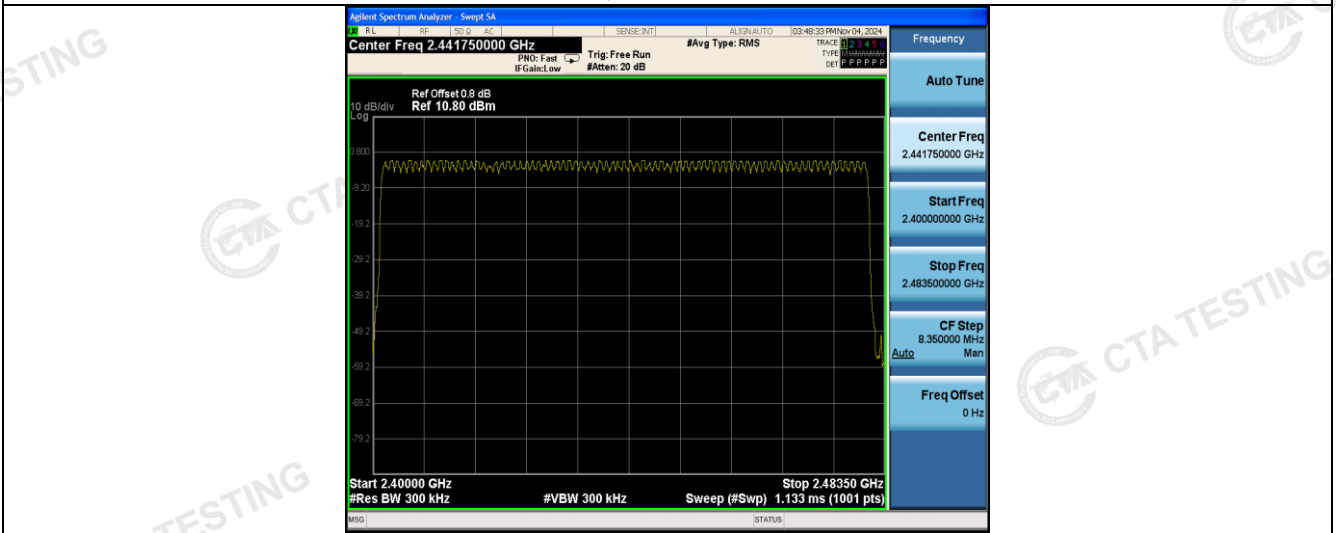 Agilent Spectrum Analyzer - Swept SA
RL RF 50 Ω AC SENSE:INT ALIGN AUTO 03:48:33 PM Nov 04, 2024
Center Freq 2.441750000 GHz
PNO: Fast
IFGain:Low
Trig: Free Run
#Atten: 20 dB
#Avg Type: RMS
TRACE 1 2 3 4 5 6
TYPE M
DET P P P P P P
Ref Offset 0.8 dB
10 dB/div Ref 10.80 dBm
Log
0.800
-9.20
-19.2
-29.2
-39.2
-49.2
-59.2
-69.2
-79.2
Start 2.40000 GHz
Stop 2.48350 GHz
#Res BW 300 kHz
#VBW 300 kHz
Sweep (#Swp) 1.133 ms (1001 pts)
MSG
STATUS
Frequency
Auto Tune
Center Freq
2.441750000 GHz
Start Freq
2.400000000 GHz
Stop Freq
2.483500000 GHz
CF Step
8.350000 MHz
Auto Man
Freq Offset
0 Hz
STING
CTA
CTA TESTING
TESTING